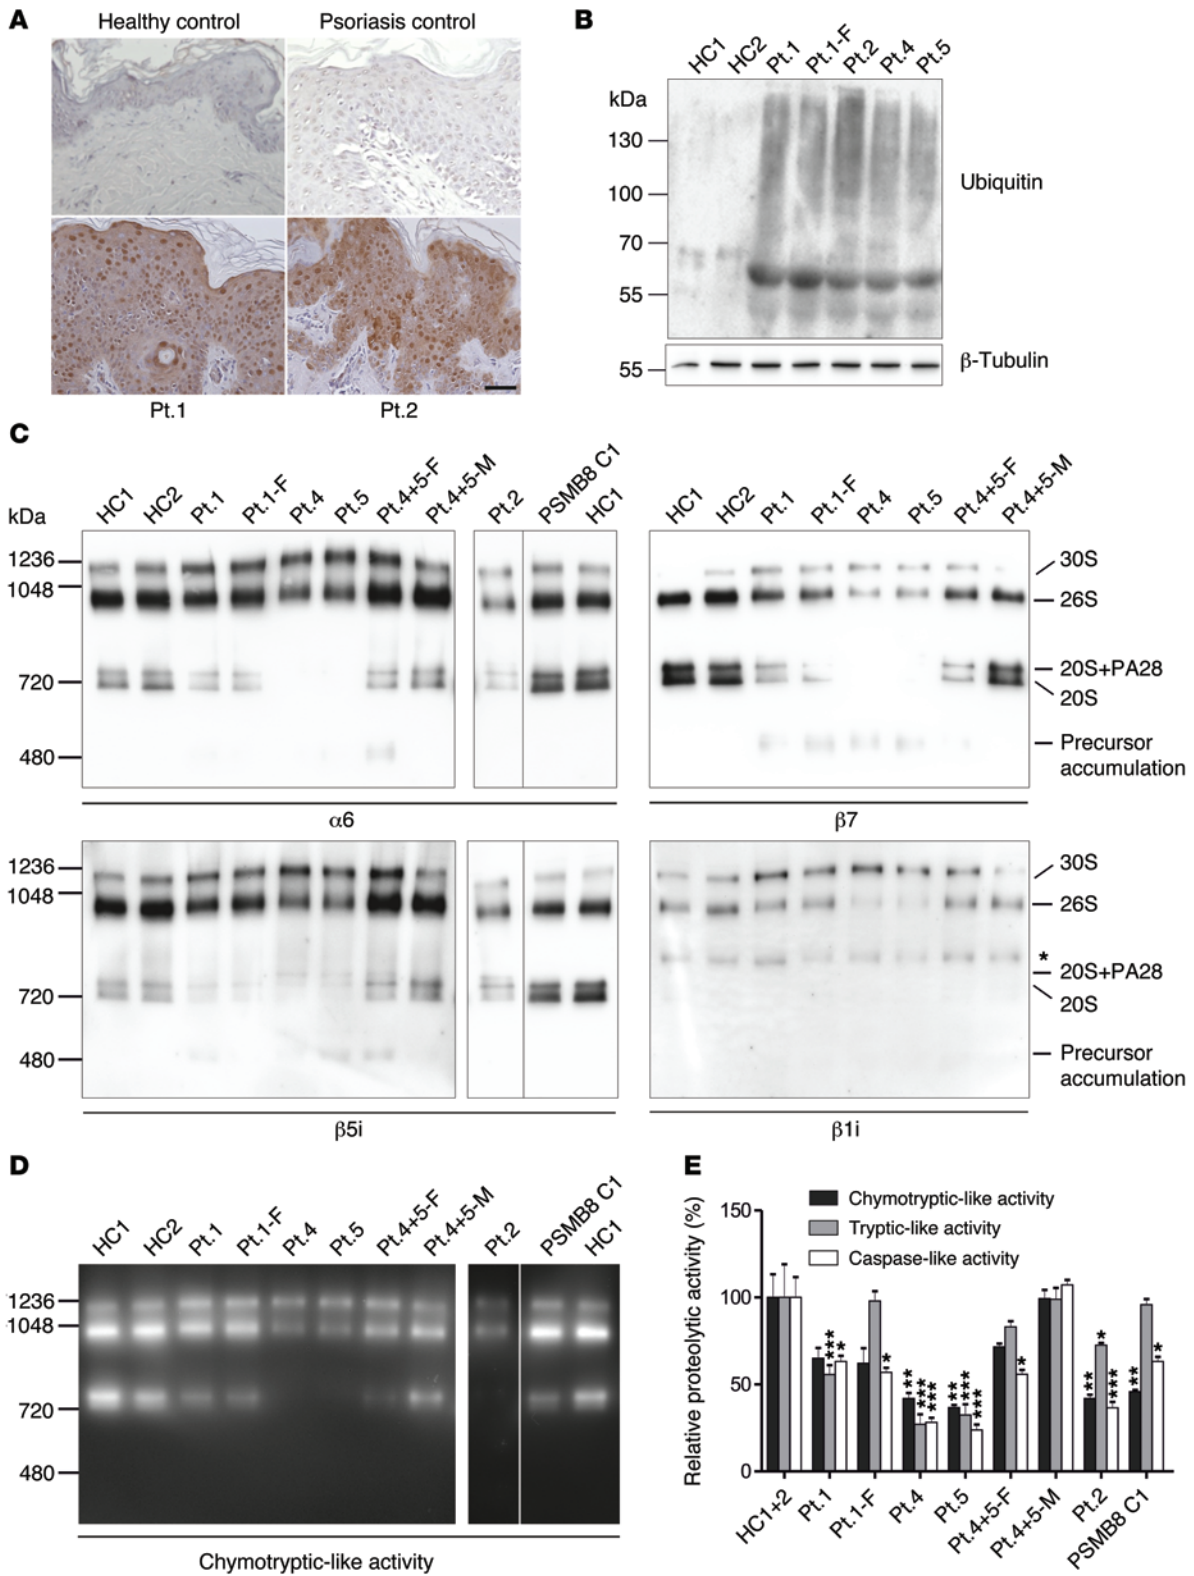 A
Healthy control
Psoriasis control
Pt.1
Pt.2
B
HC1
HC2
Pt.1
Pt.1-F
Pt.2
Pt.4
Pt.5
kDa
130
100
70
55
Ubiquitin
55
β-Tubulin
C
HC1
HC2
Pt.1
Pt.1-F
Pt.4
Pt.5
Pt.4+5-F
Pt.4+5-M
Pt.2
PSMB8 C1
HC1
HC1
HC2
Pt.1
Pt.1-F
Pt.4
Pt.5
Pt.4+5-F
Pt.4+5-M
kDa
1236
1048
720
480
30S
26S
20S+PA28
20S
Precursor
accumulation
α6
β7
1236
1048
720
480
30S
26S
*
20S+PA28
20S
Precursor
accumulation
β5i
β1i
D
HC1
HC2
Pt.1
Pt.1-F
Pt.4
Pt.5
Pt.4+5-F
Pt.4+5-M
Pt.2
PSMB8 C1
HC1
1236
1048
720
480
Chymotryptic-like activity
E
Relative proteolytic activity (%)
150
100
50
0
Chymotryptic-like activity
Tryptic-like activity
Caspase-like activity
***
*
*
**
***
***
**
***
***
*
**
*
***
**
*
HC1+2
Pt.1
Pt.1-F
Pt.4
Pt.5
Pt.4+5-F
Pt.4+5-M
Pt.2
PSMB8 C1